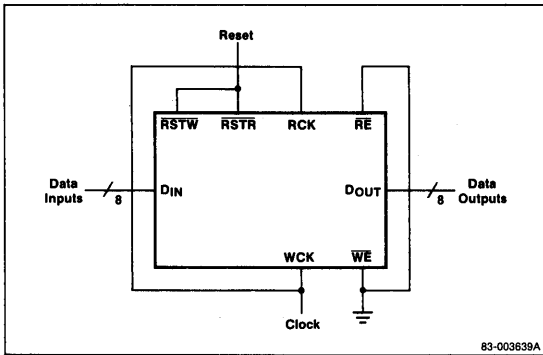 Reset
RSTW RSTR RCK RE
Data Inputs
8
DIN
DOUT
8
Data Outputs
WCK WE
Clock
83-003639A